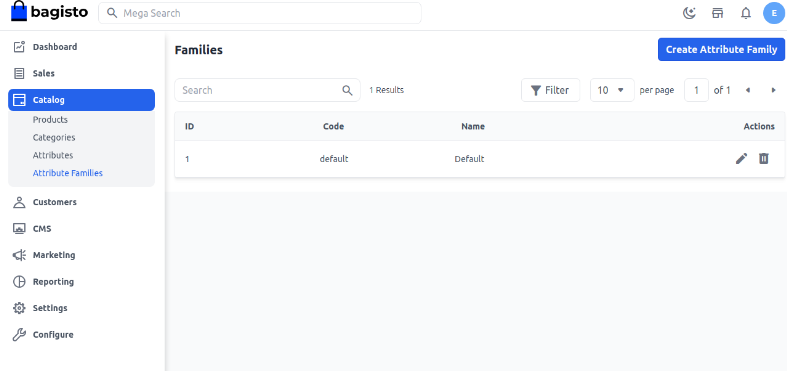 bagisto
Mega Search
E
Dashboard
Sales
Catalog
Products
Categories
Attributes
Attribute Families
Customers
CMS
Marketing
Reporting
Settings
Configure
Families
Create Attribute Family
Search
1 Results
Filter
10
per page
1
of 1
ID Code Name Actions
1 default Default